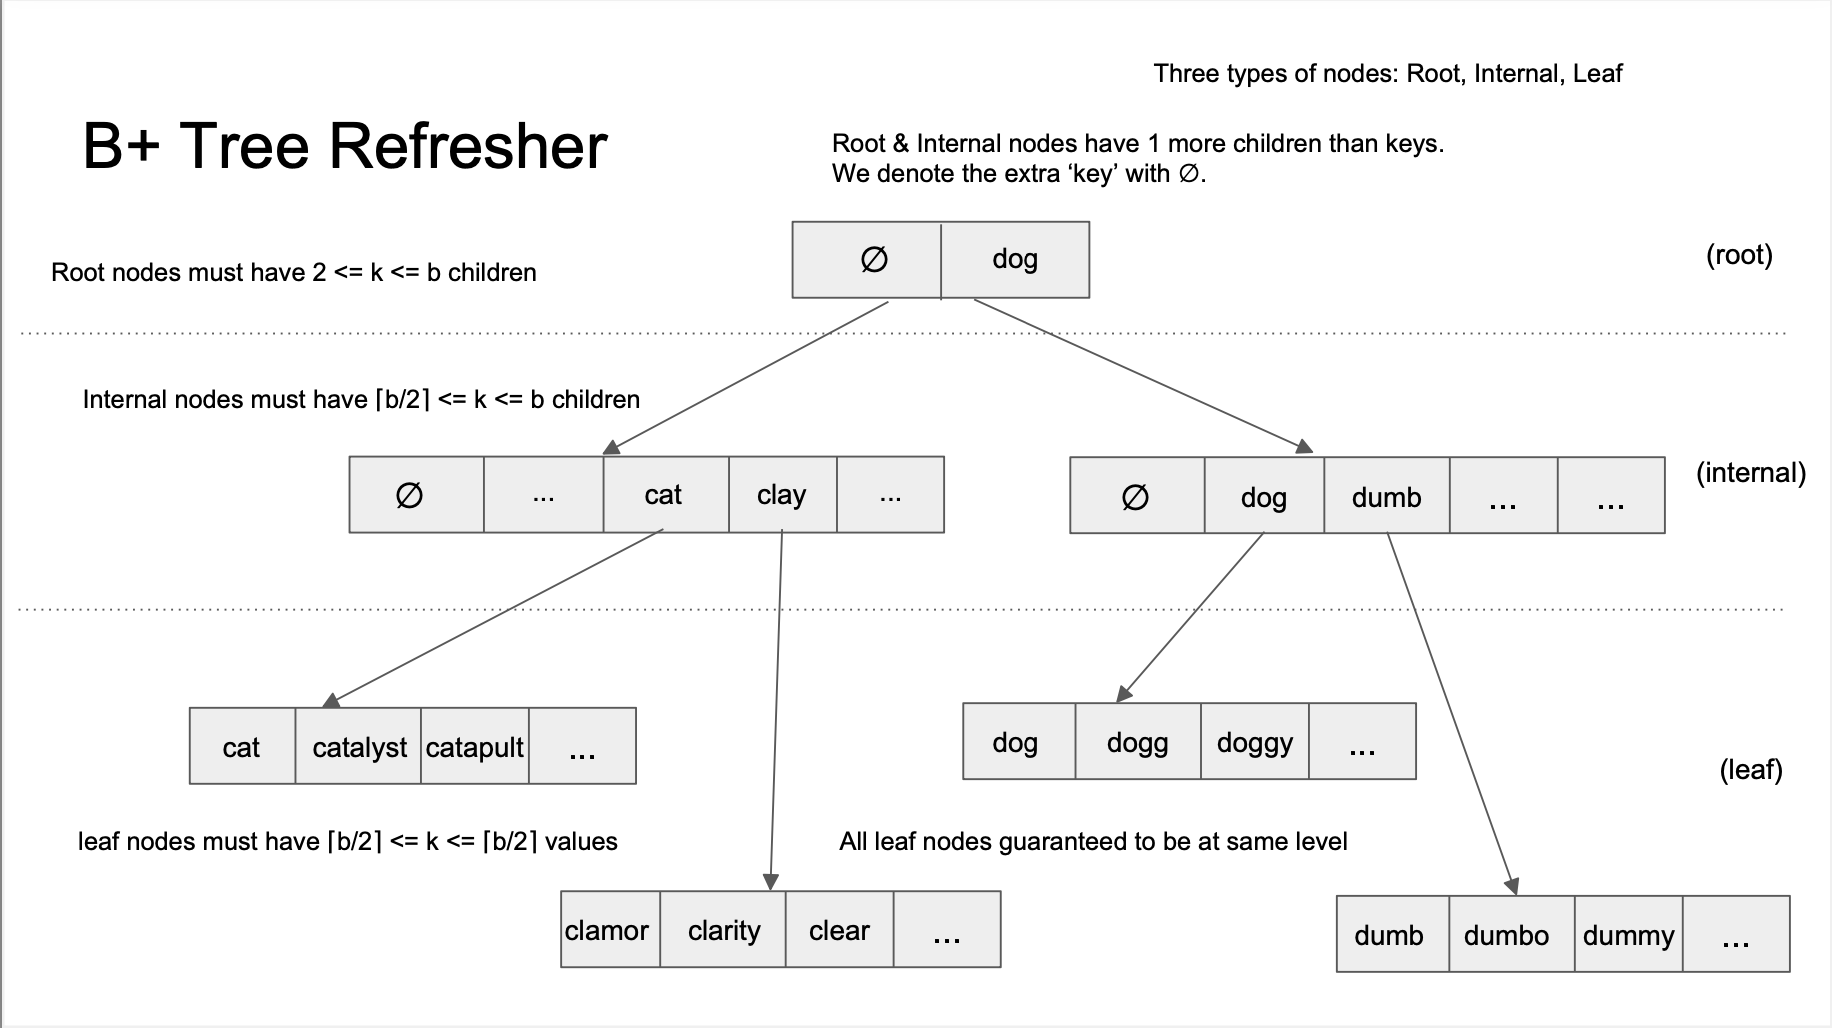 Three types of nodes: Root, Internal, Leaf
B+ Tree Refresher
Root & Internal nodes have 1 more children than keys.
We denote the extra ‘key’ with ∅.
Root nodes must have 2 <= k <= b children
∅ dog
(root)
Internal nodes must have ⌈b/2⌉ <= k <= b children
∅ ... cat clay ...
∅ dog dumb ... ...
(internal)
cat catalyst catapult ...
dog dogg doggy ...
(leaf)
leaf nodes must have ⌈b/2⌉ <= k <= ⌈b/2⌉ values
All leaf nodes guaranteed to be at same level
clamor clarity clear ...
dumb dumbo dummy ...